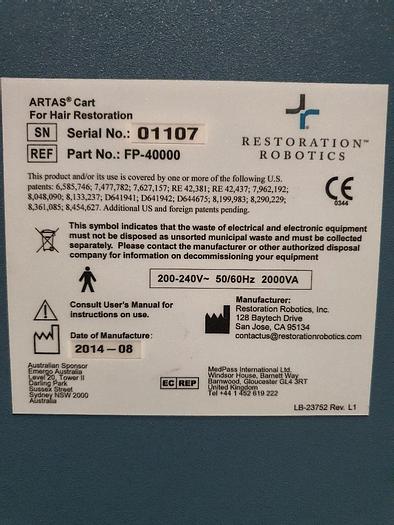 ARTAS® Cart
For Hair Restoration
SN Serial No.: 01107
REF Part No.: FP-40000
RESTORATION™
ROBOTICS
This product and/or its use is covered by one or more of the following U.S.
patents: 6,585,746; 7,477,782; 7,627,157; RE 42,381; RE 42,437; 7,962,192;
8,048,090; 8,133,237; D641941; D641942; D644675; 8,199,983; 8,290,229;
8,361,085; 8,454,627. Additional US and foreign patents pending.
CE
0344
This symbol indicates that the waste of electrical and electronic equipment
must not be disposed as unsorted municipal waste and must be collected
separately. Please contact the manufacturer or other authorized disposal
company for information on decommissioning your equipment
200-240V~ 50/60Hz 2000VA
Consult User's Manual for
instructions on use.
Manufacturer:
Restoration Robotics, Inc.
128 Baytech Drive
San Jose, CA 95134
contactus@restorationrobotics.com
Date of Manufacture:
2014-08
Australian Sponsor
Emergo Australia
Level 20, Tower II
Darling Park
Sussex Street
Sydney NSW 2000
Australia
EC REP
MedPass International Ltd.
Windsor House, Barnett Way
Barnwood, Gloucester GL4 3RT
United Kingdom
Tel +44 1 452 619 222
LB-23752 Rev. L1